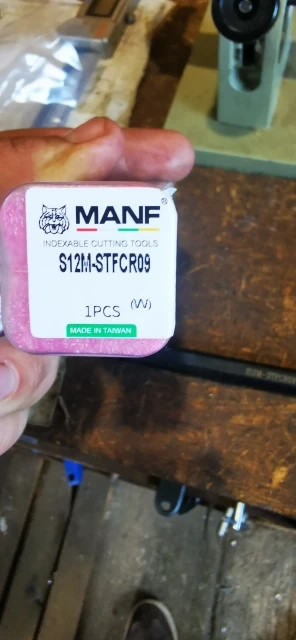 MANF®
INDEXABLE CUTTING TOOLS
S12M-STFCR09
1PCS (W)
MADE IN TAIWAN